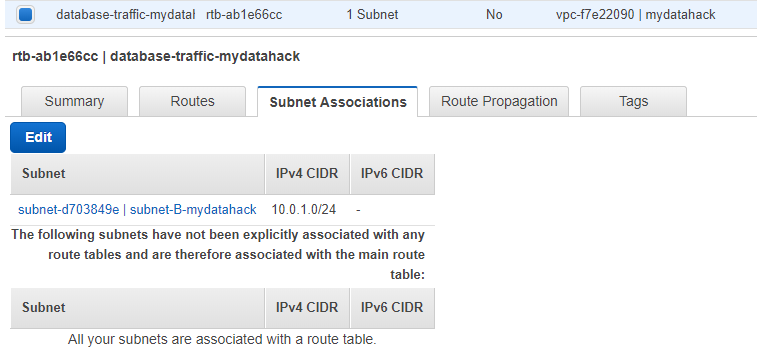 database-traffic-mydatal rtb-ab1e66cc 1 Subnet No vpc-f7e22090 | mydatahack
rtb-ab1e66cc | database-traffic-mydatahack
Summary Routes Subnet Associations Route Propagation Tags
Edit
Subnet IPv4 CIDR IPv6 CIDR
subnet-d703849e | subnet-B-mydatahack 10.0.1.0/24 -
The following subnets have not been explicitly associated with any
route tables and are therefore associated with the main route
table:
Subnet IPv4 CIDR IPv6 CIDR
All your subnets are associated with a route table.